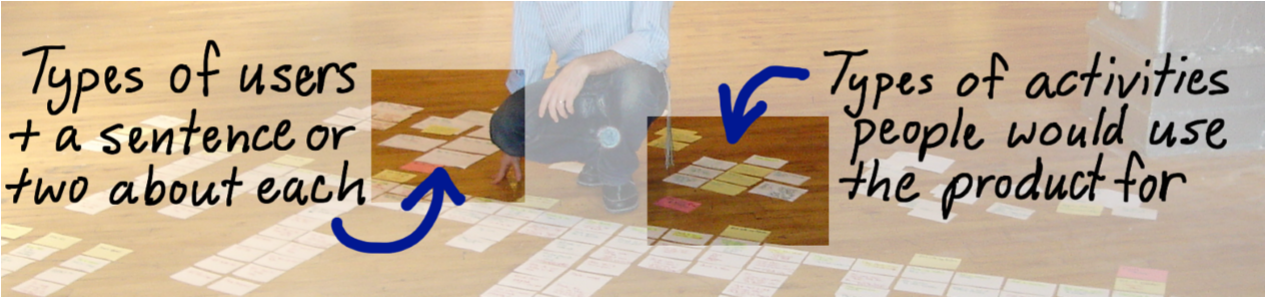 Types of users
+ a sentence or
two about each
Types of activities
people would use
the product for